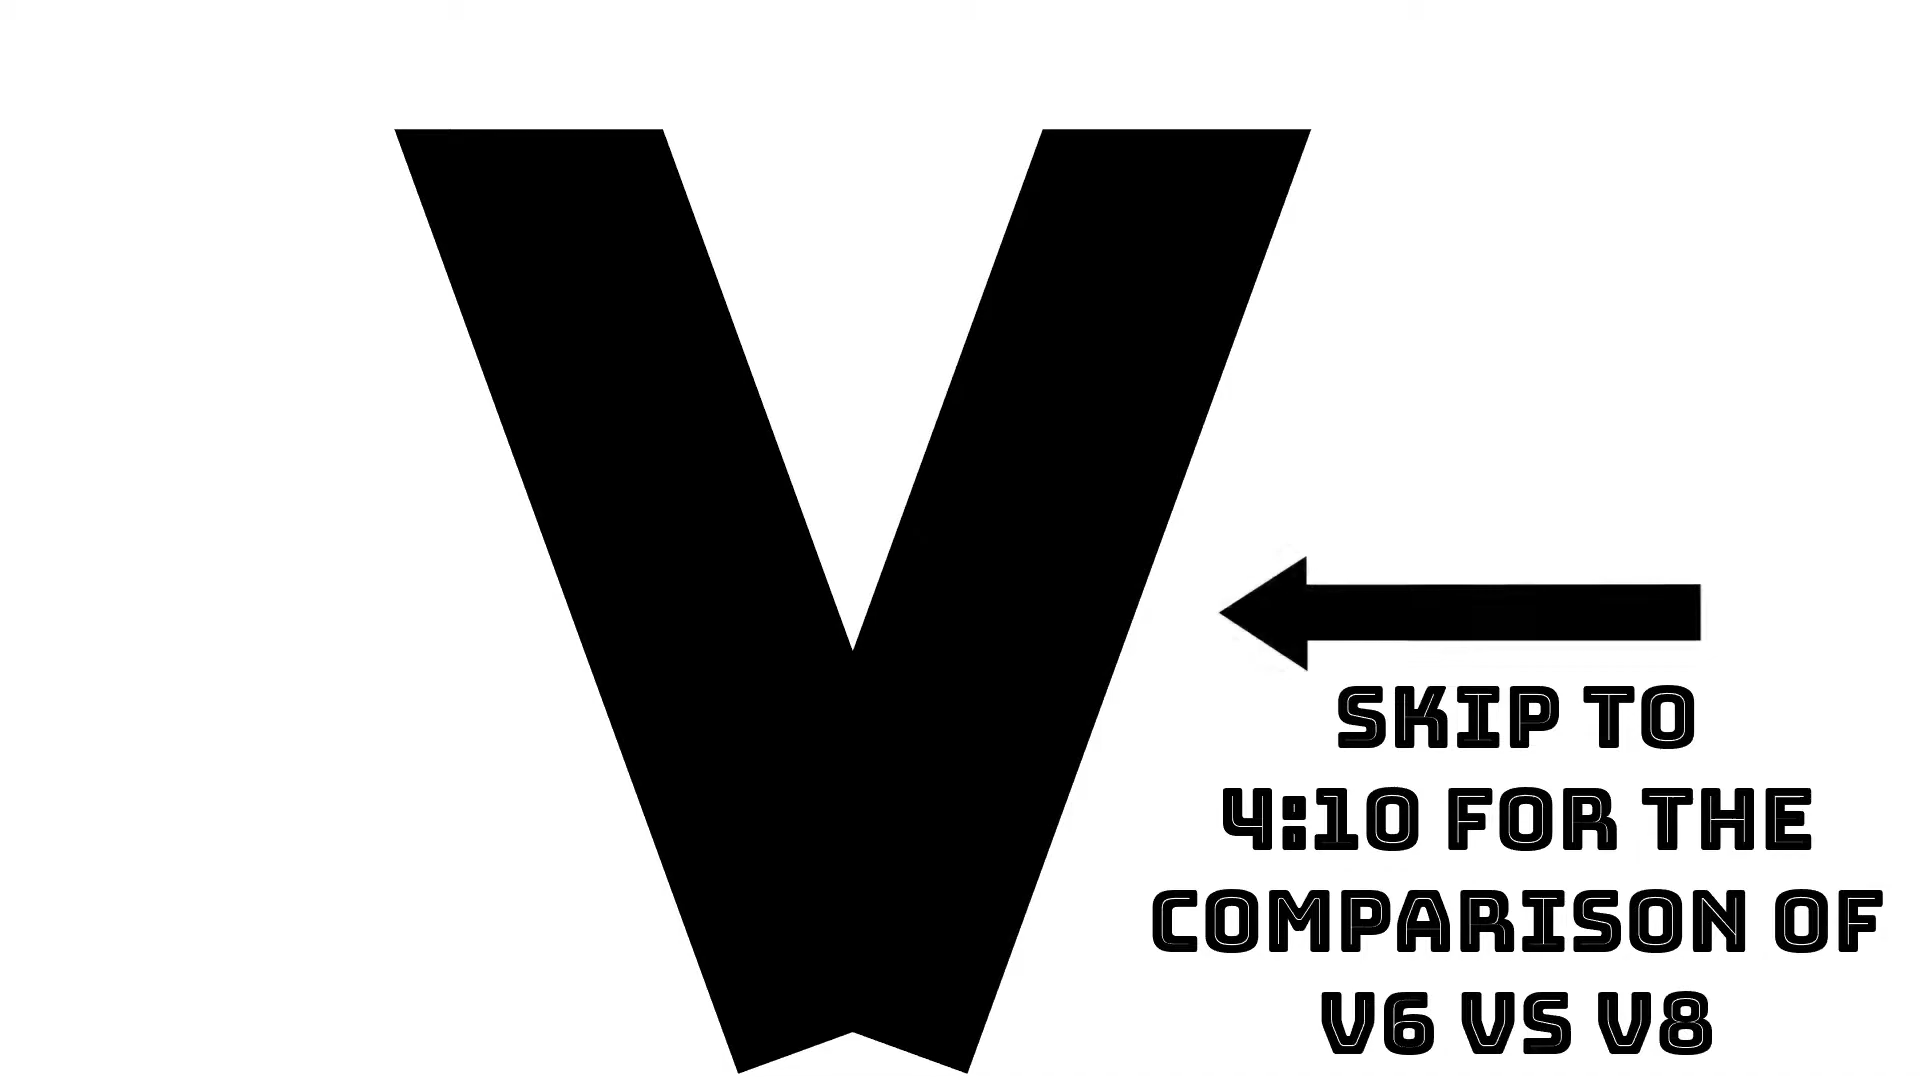 V
SKIP TO
4:10 FOR THE
COMPARISON OF
V6 VS V8